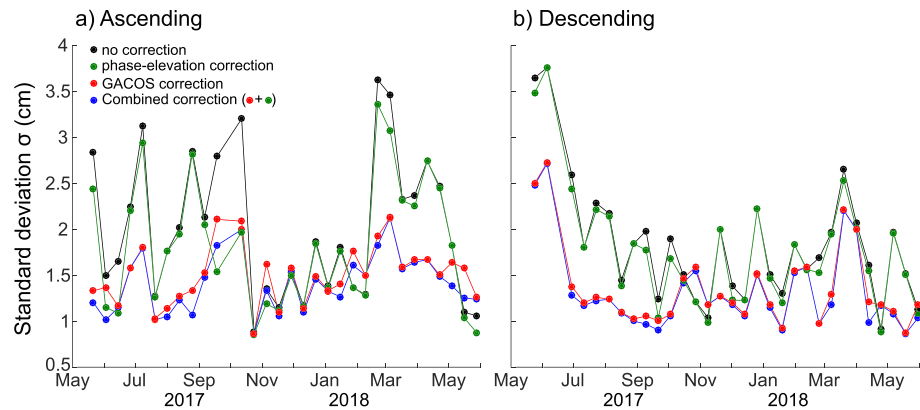 a) Ascending
b) Descending
no correction
phase-elevation correction
GACOS correction
Combined correction ( + )
Standard deviation σ (cm)
4
3.5
3
2.5
2
1.5
1
0.5
May Jul Sep Nov Jan Mar May
2017 2018
May Jul Sep Nov Jan Mar May
2017 2018